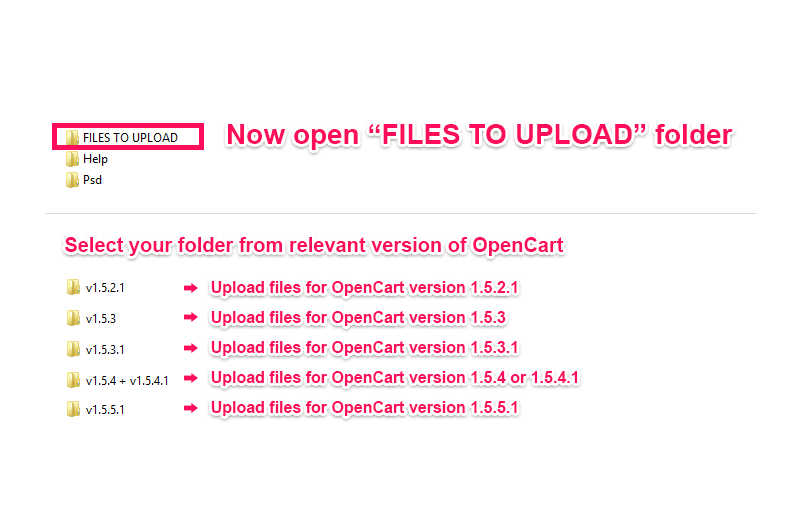 FILES TO UPLOAD
Now open “FILES TO UPLOAD” folder
Help
Psd
Select your folder from relevant version of OpenCart
v1.5.2.1 Upload files for OpenCart version 1.5.2.1
v1.5.3 Upload files for OpenCart version 1.5.3
v1.5.3.1 Upload files for OpenCart version 1.5.3.1
v1.5.4 + v1.5.4.1 Upload files for OpenCart version 1.5.4 or 1.5.4.1
v1.5.5.1 Upload files for OpenCart version 1.5.5.1